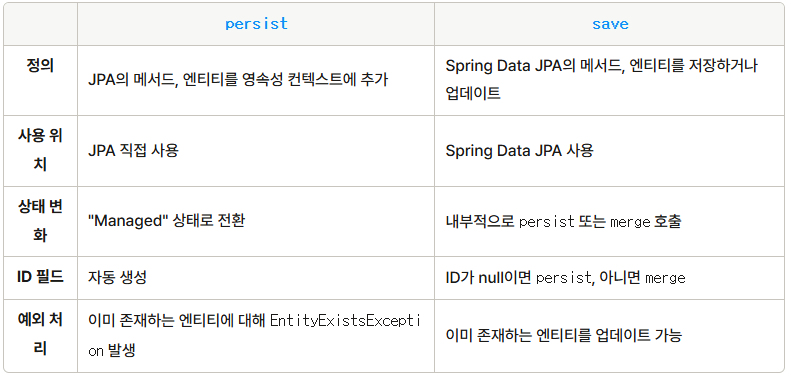 persist save
정의 JPA의 메서드, 엔티티를 영속성 컨텍스트에 추가 Spring Data JPA의 메서드, 엔티티를 저장하거나
업데이트
사용 위
치 JPA 직접 사용 Spring Data JPA 사용
상태 변
화 "Managed" 상태로 전환 내부적으로 persist 또는 merge 호출
ID 필드 자동 생성 ID가 null이면 persist, 아니면 merge
예외 처
리 이미 존재하는 엔티티에 대해 EntityExistsExcepti
on 발생 이미 존재하는 엔티티를 업데이트 가능